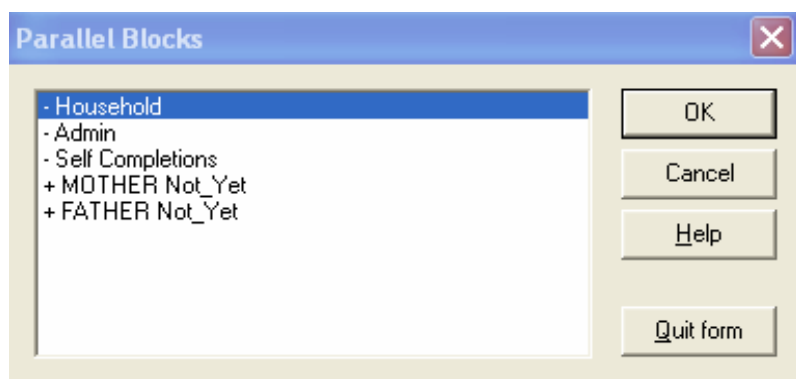 Parallel Blocks
- Household
- Admin
- Self Completions
+ MOTHER Not_Yet
+ FATHER Not_Yet
OK
Cancel
Help
Quit form